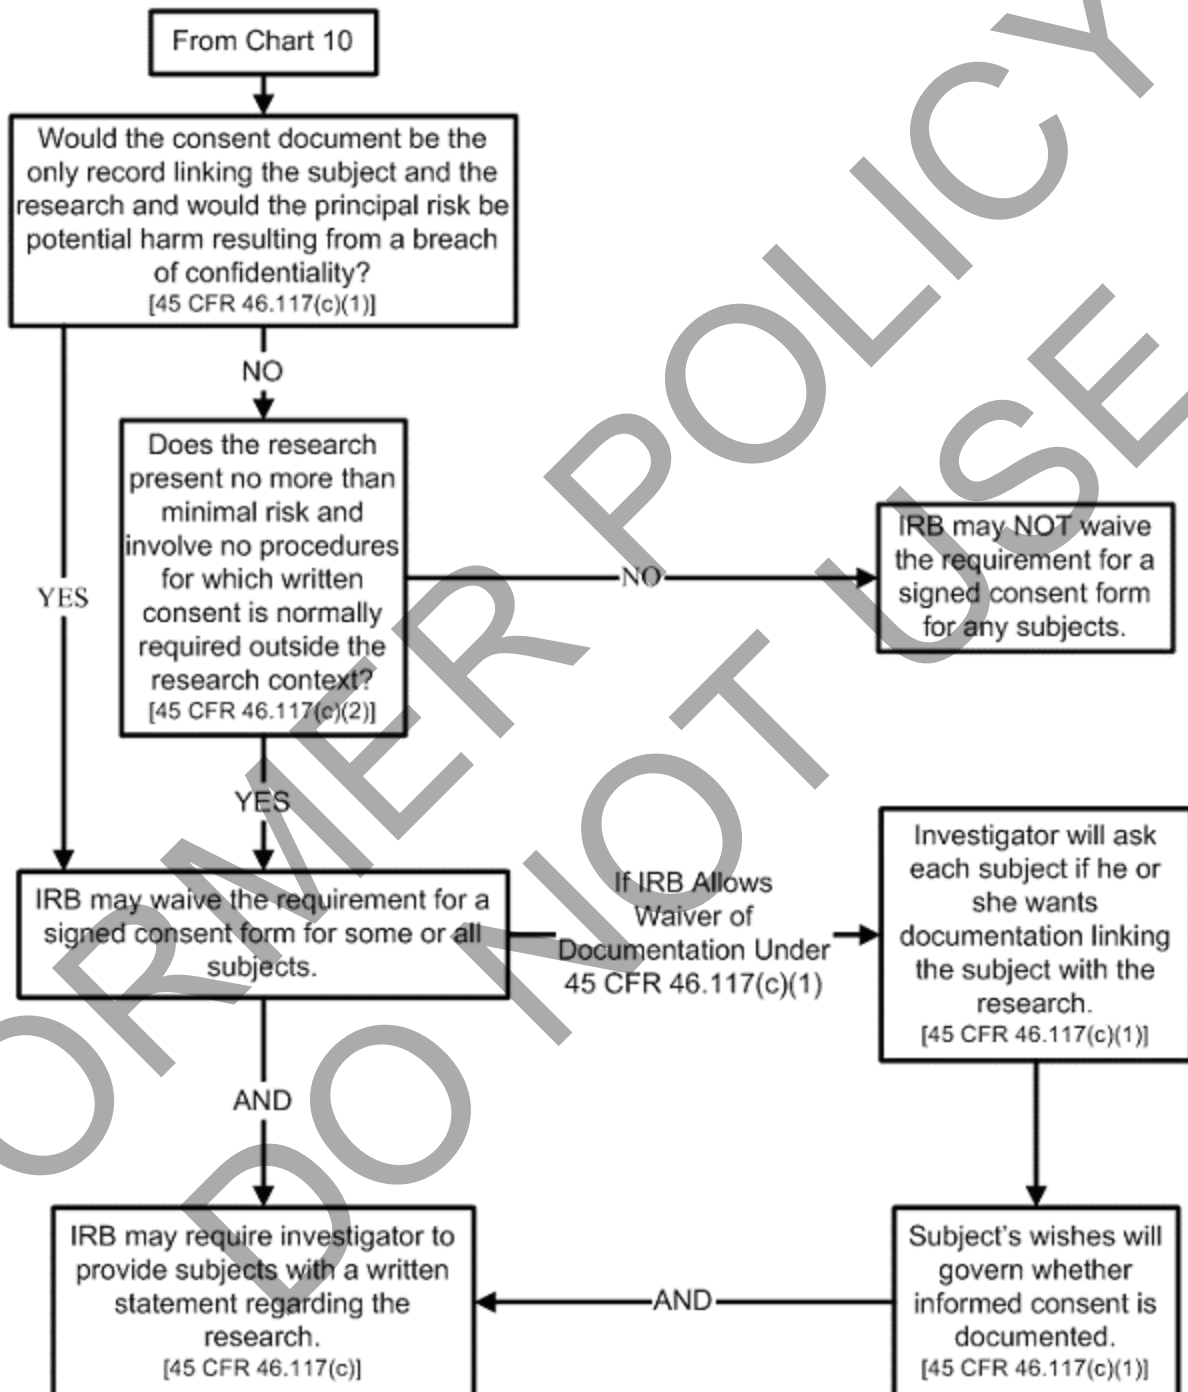 From Chart 10
Would the consent document be the
only record linking the subject and the
research and would the principal risk be
potential harm resulting from a breach
of confidentiality?
[45 CFR 46.117(c)(1)]
NO
Does the research
present no more than
minimal risk and
involve no procedures
for which written
consent is normally
required outside the
research context?
[45 CFR 46.117(c)(2)]
NO
IRB may NOT waive
the requirement for a
signed consent form
for any subjects.
YES
YES
IRB may waive the requirement for a
signed consent form for some or all
subjects.
If IRB Allows
Waiver of
Documentation Under
45 CFR 46.117(c)(1)
Investigator will ask
each subject if he or
she wants
documentation linking
the subject with the
research.
[45 CFR 46.117(c)(1)]
AND
IRB may require investigator to
provide subjects with a written
statement regarding the
research.
[45 CFR 46.117(c)]
AND
Subject's wishes will
govern whether
informed consent is
documented.
[45 CFR 46.117(c)(1)]
ORMER POLICY
DO NOT USE